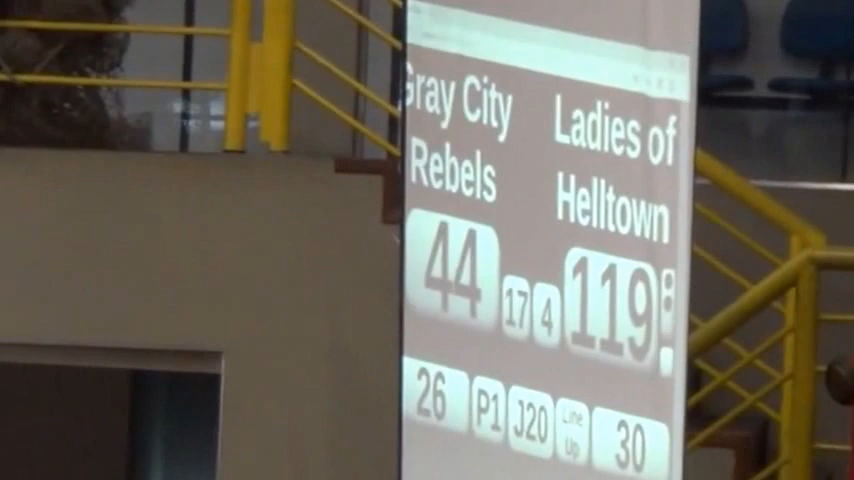 Gray City Ladies of
Rebels Helltown
44 17 4 119
26 P1 J20 Line Up 30